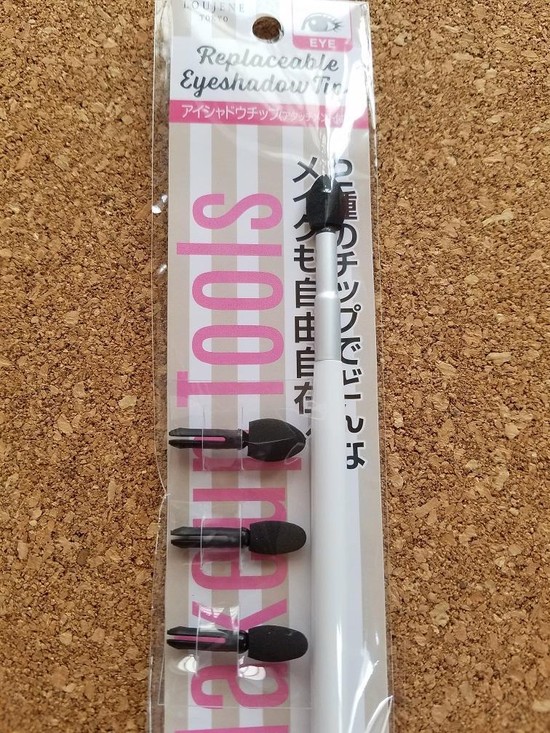 LOUJENE
TOKYO
EYE
Replaceable
Eyeshadow Tip
アイシャドウチップ
2種のチップでどんな
メイクも自由自在!
akeup Tools